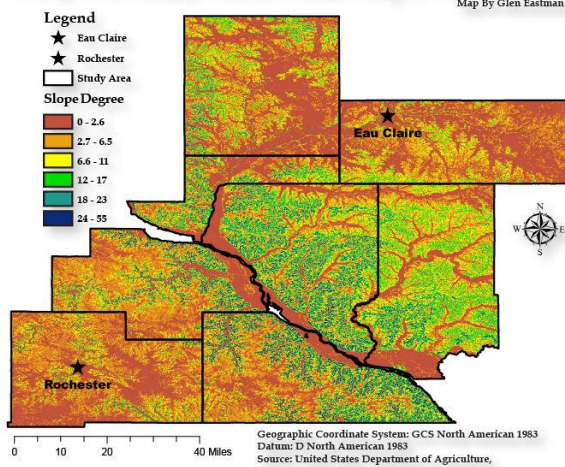 Map By Glen Eastman
Legend
Eau Claire
Rochester
Study Area
Slope Degree
0 - 2.6
2.7 - 6.5
6.6 - 11
12 - 17
18 - 23
24 - 55
Eau Claire
N
W E
S
Rochester
0 10 20 40 Miles
Geographic Coordinate System: GCS North American 1983
Datum: D North American 1983
Source: United States Department of Agriculture,